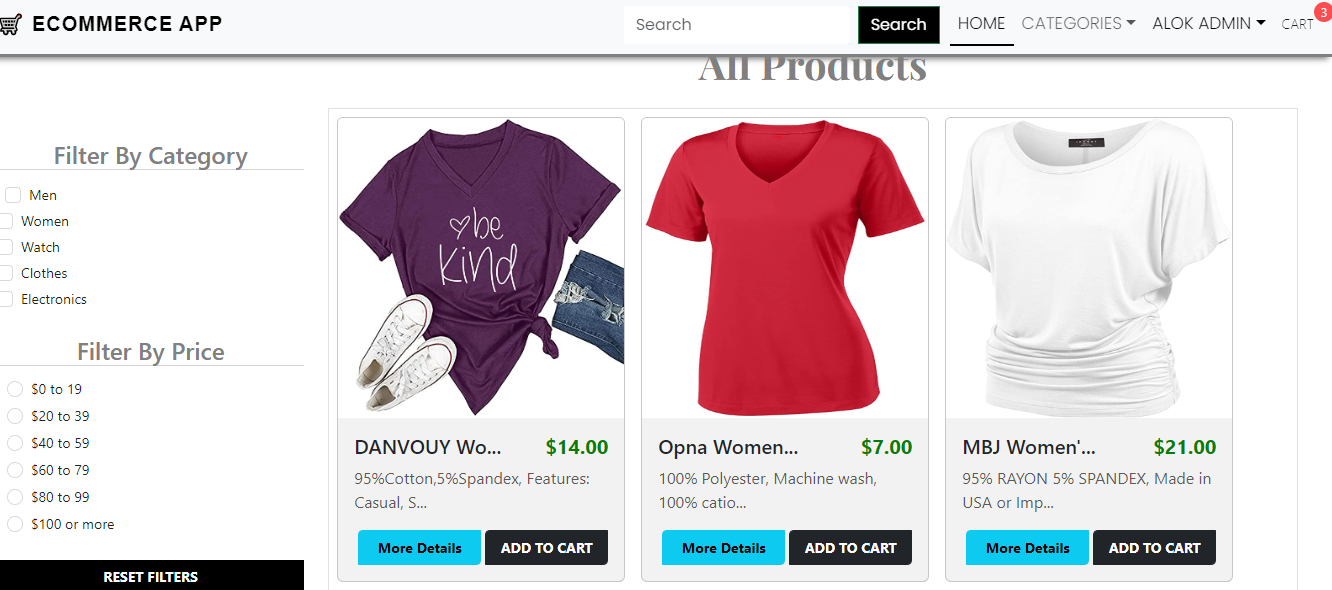 ECOMMERCE APP
Search
Search
HOME
CATEGORIES
ALOK ADMIN
CART
3
All Products
Filter By Category
Men
Women
Watch
Clothes
Electronics
Filter By Price
$0 to 19
$20 to 39
$40 to 59
$60 to 79
$80 to 99
$100 or more
RESET FILTERS
be
kind
DANVOUY Wo... $14.00
95%Cotton,5%Spandex, Features:
Casual, S...
More Details ADD TO CART
Opna Women... $7.00
100% Polyester, Machine wash,
100% catio...
More Details ADD TO CART
MBJ Women'... $21.00
95% RAYON 5% SPANDEX, Made in
USA or Imp...
More Details ADD TO CART